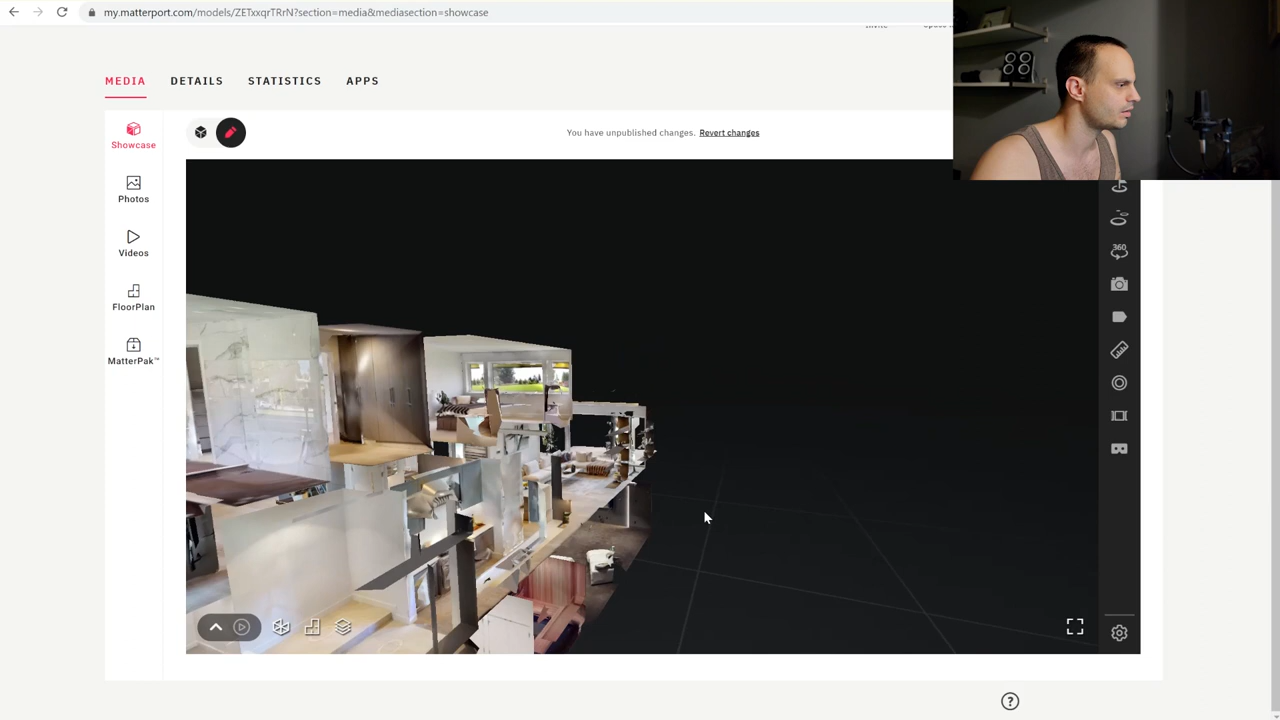 my.matterport.com/models/ZETxxqrTRrN?section=media&mediasection=showcase
MEDIA DETAILS STATISTICS APPS
You have unpublished changes. Revert changes
Showcase
Photos
Videos
FloorPlan
MatterPak™
360
?